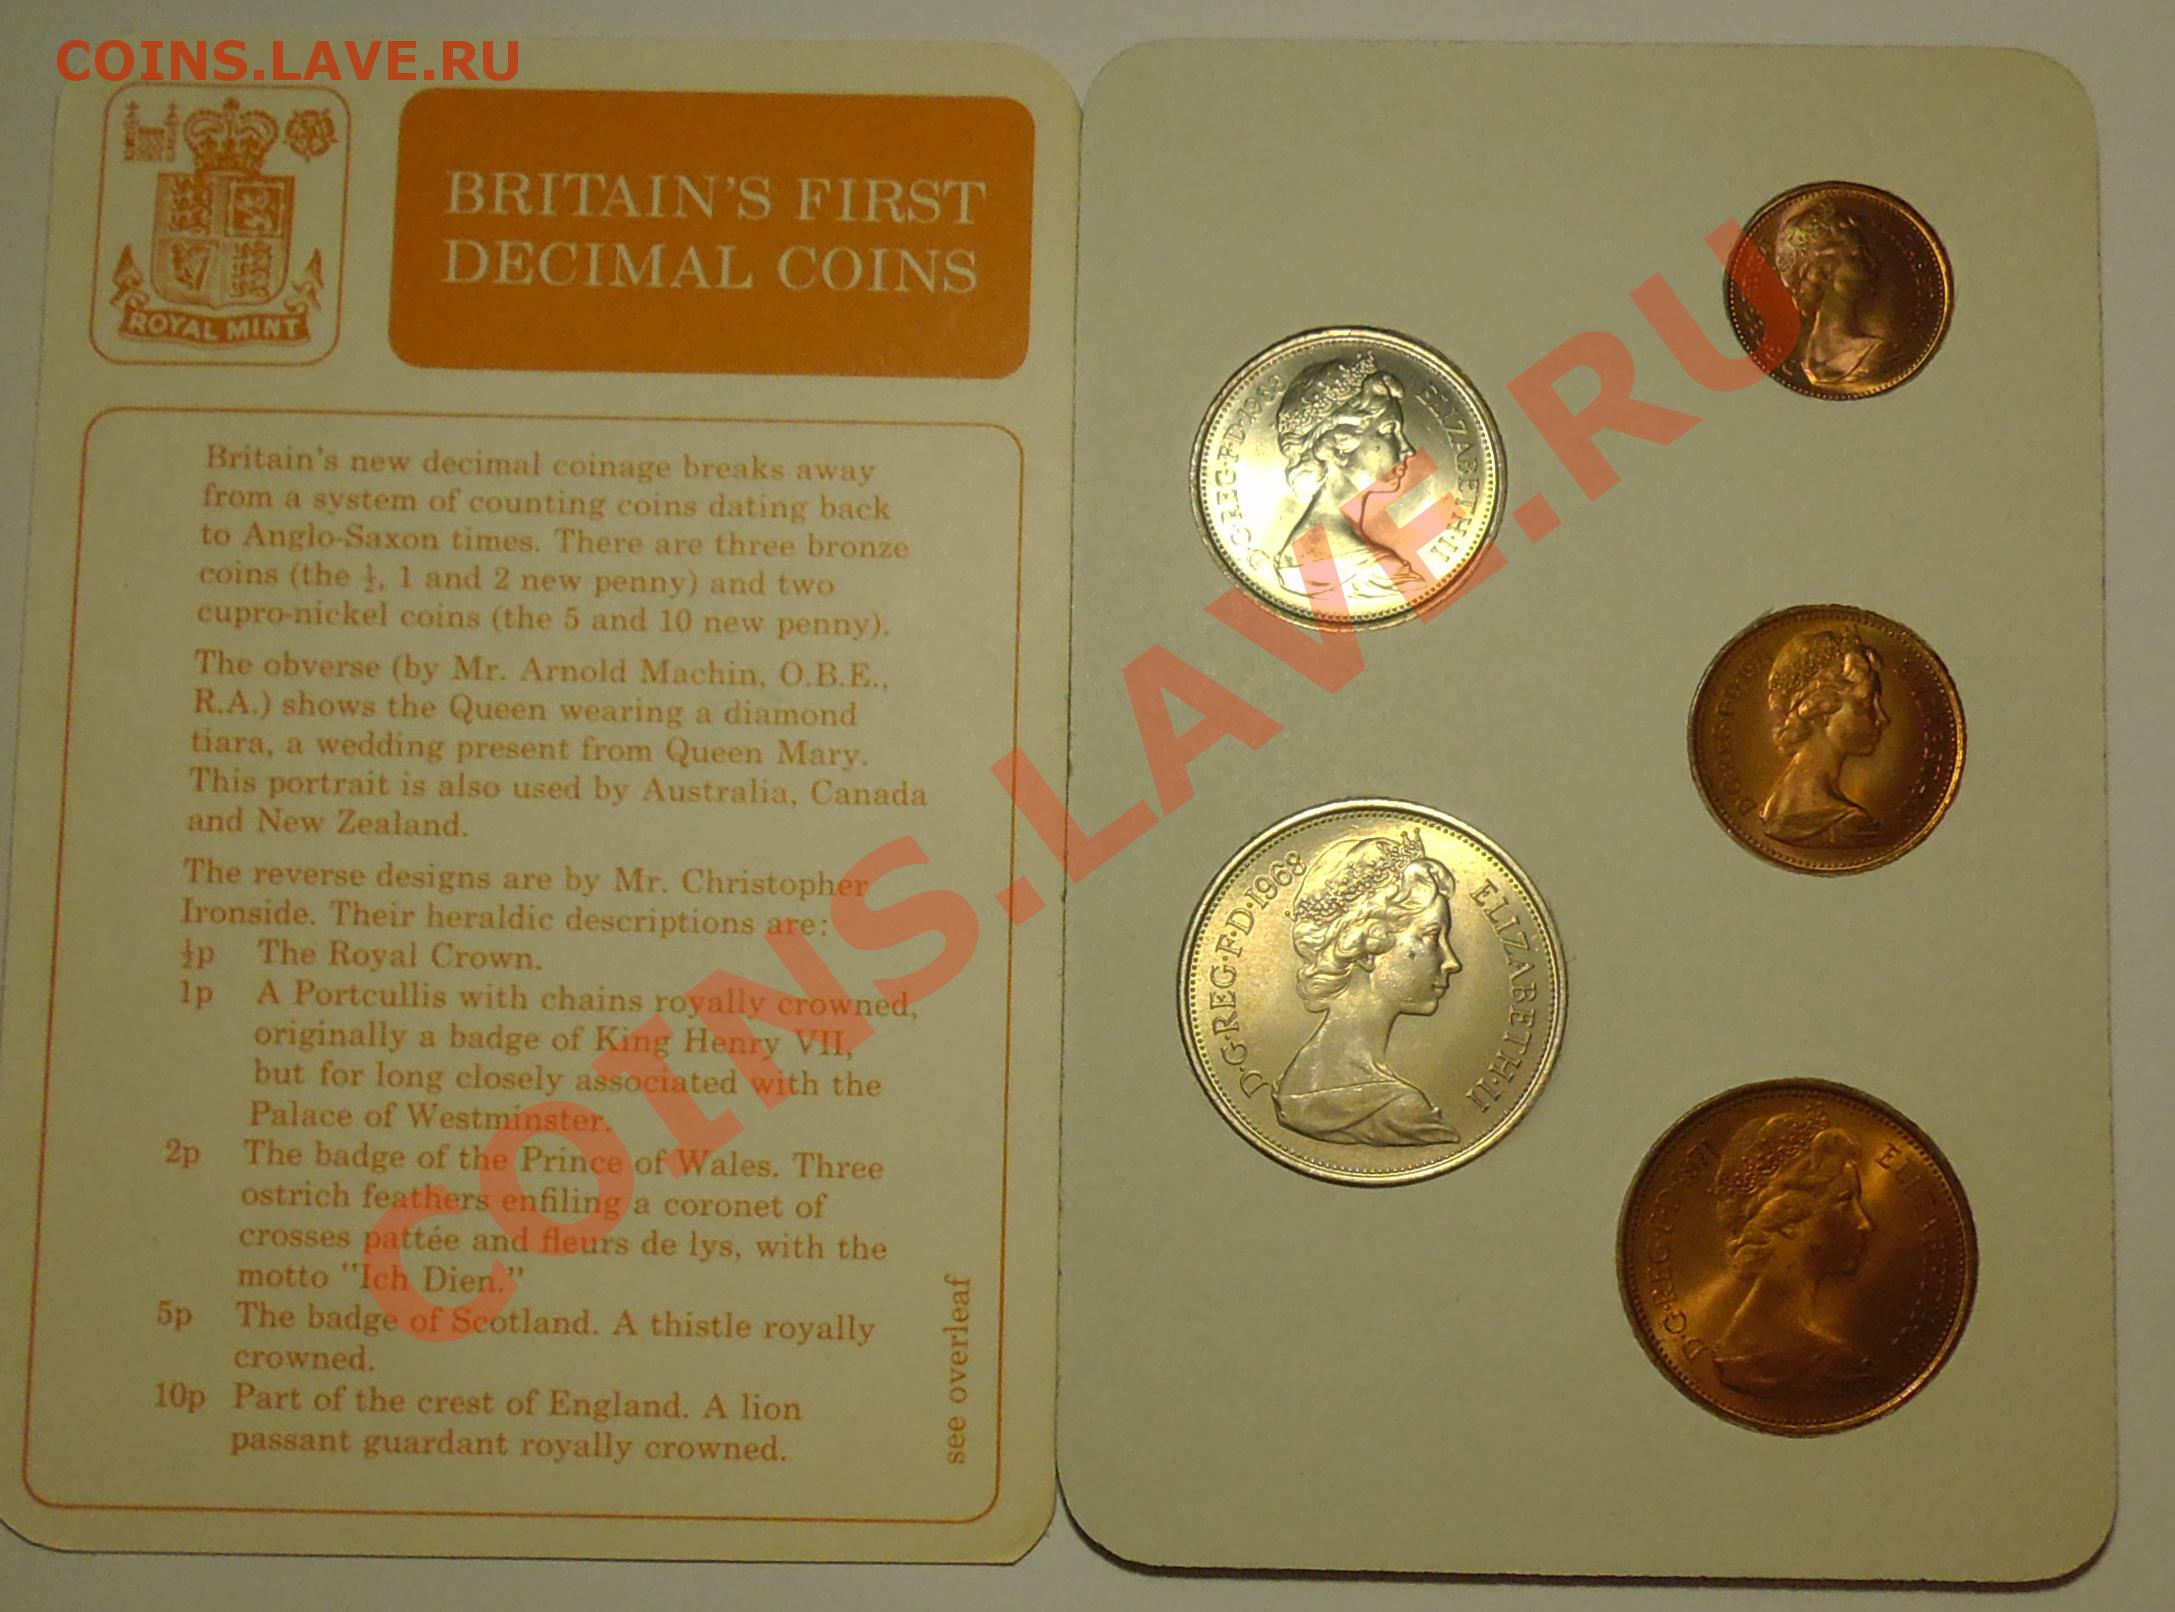 COINS.LAVE.RU
ROYAL MINT
BRITAIN'S FIRST
DECIMAL COINS
Britain's new decimal coinage breaks away
from a system of counting coins dating back
to Anglo-Saxon times. There are three bronze
coins (the ½, 1 and 2 new penny) and two
cupro-nickel coins (the 5 and 10 new penny).
The obverse (by Mr. Arnold Machin, O.B.E.,
R.A.) shows the Queen wearing a diamond
tiara, a wedding present from Queen Mary.
This portrait is also used by Australia, Canada
and New Zealand.
The reverse designs are by Mr. Christopher
Ironside. Their heraldic descriptions are:
½p The Royal Crown.
1p A Portcullis with chains royally crowned,
originally a badge of King Henry VII,
but for long closely associated with the
Palace of Westminster.
2p The badge of the Prince of Wales. Three
ostrich feathers enfiling a coronet of
crosses pattée and fleurs de lys, with the
motto "Ich Dien."
5p The badge of Scotland. A thistle royally
crowned.
10p Part of the crest of England. A lion
passant guardant royally crowned.
see overleaf
D·G·REG·F·D·1968 ELIZABETH·II
D·G·REG·F·D·1968 ELIZABETH·II
D·G·REG·F·D·1971
D·G·REG·F·D·1971 ELIZABETH·II
COINS.LAVE.RU